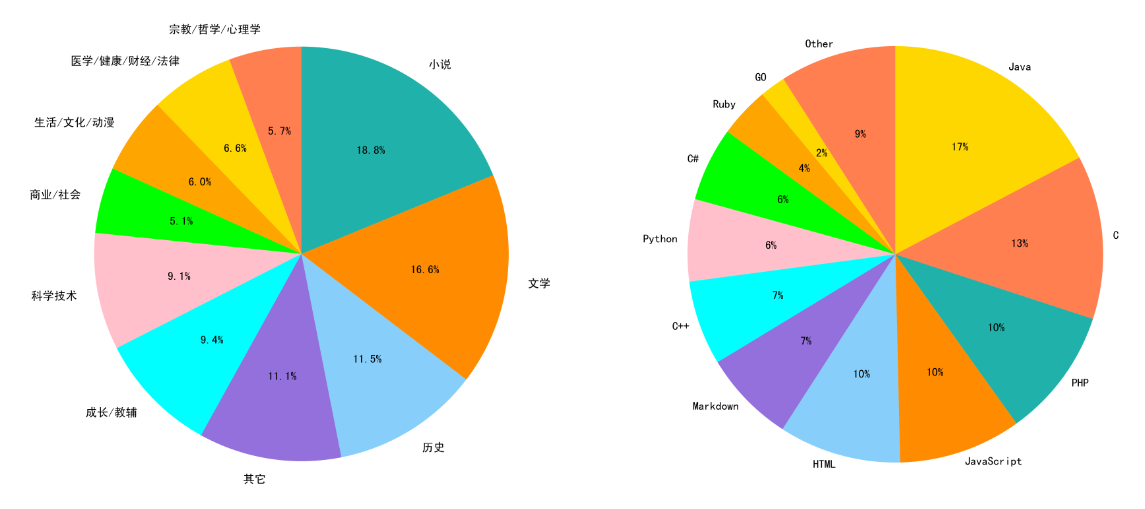 宗教/哲学/心理学
医学/健康/财经/法律
小说
生活/文化/动漫
5.7%
6.6%
18.8%
6.0%
商业/社会
5.1%
16.6%
9.1%
文学
科学技术
9.4%
11.5%
11.1%
成长/教辅
历史
其它
Other
Java
GO
Ruby
9%
17%
2%
C#
4%
6%
Python
6%
13%
C
7%
C++
10%
7%
10%
10%
PHP
Markdown
HTML
JavaScript